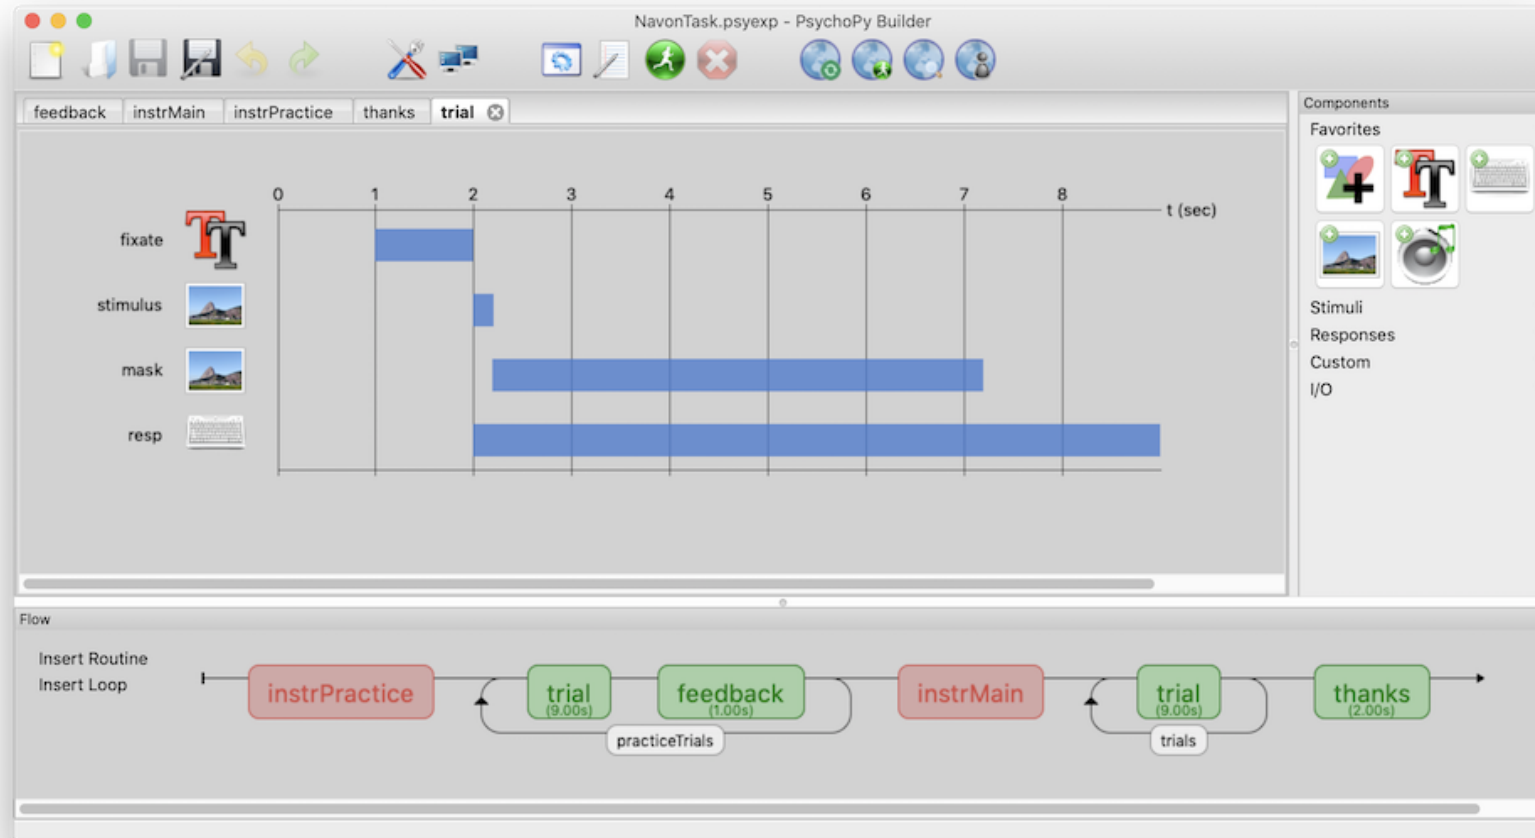 NavonTask.psyexp - PsychoPy Builder
feedback instrMain instrPractice thanks trial
Components
Favorites
0 1 2 3 4 5 6 7 8
t (sec)
fixate
stimulus
mask
resp
Stimuli
Responses
Custom
I/O
Flow
Insert Routine
Insert Loop
instrPractice
trial
(9.00s)
feedback
(1.00s)
practiceTrials
instrMain
trial
(9.00s)
trials
thanks
(2.00s)